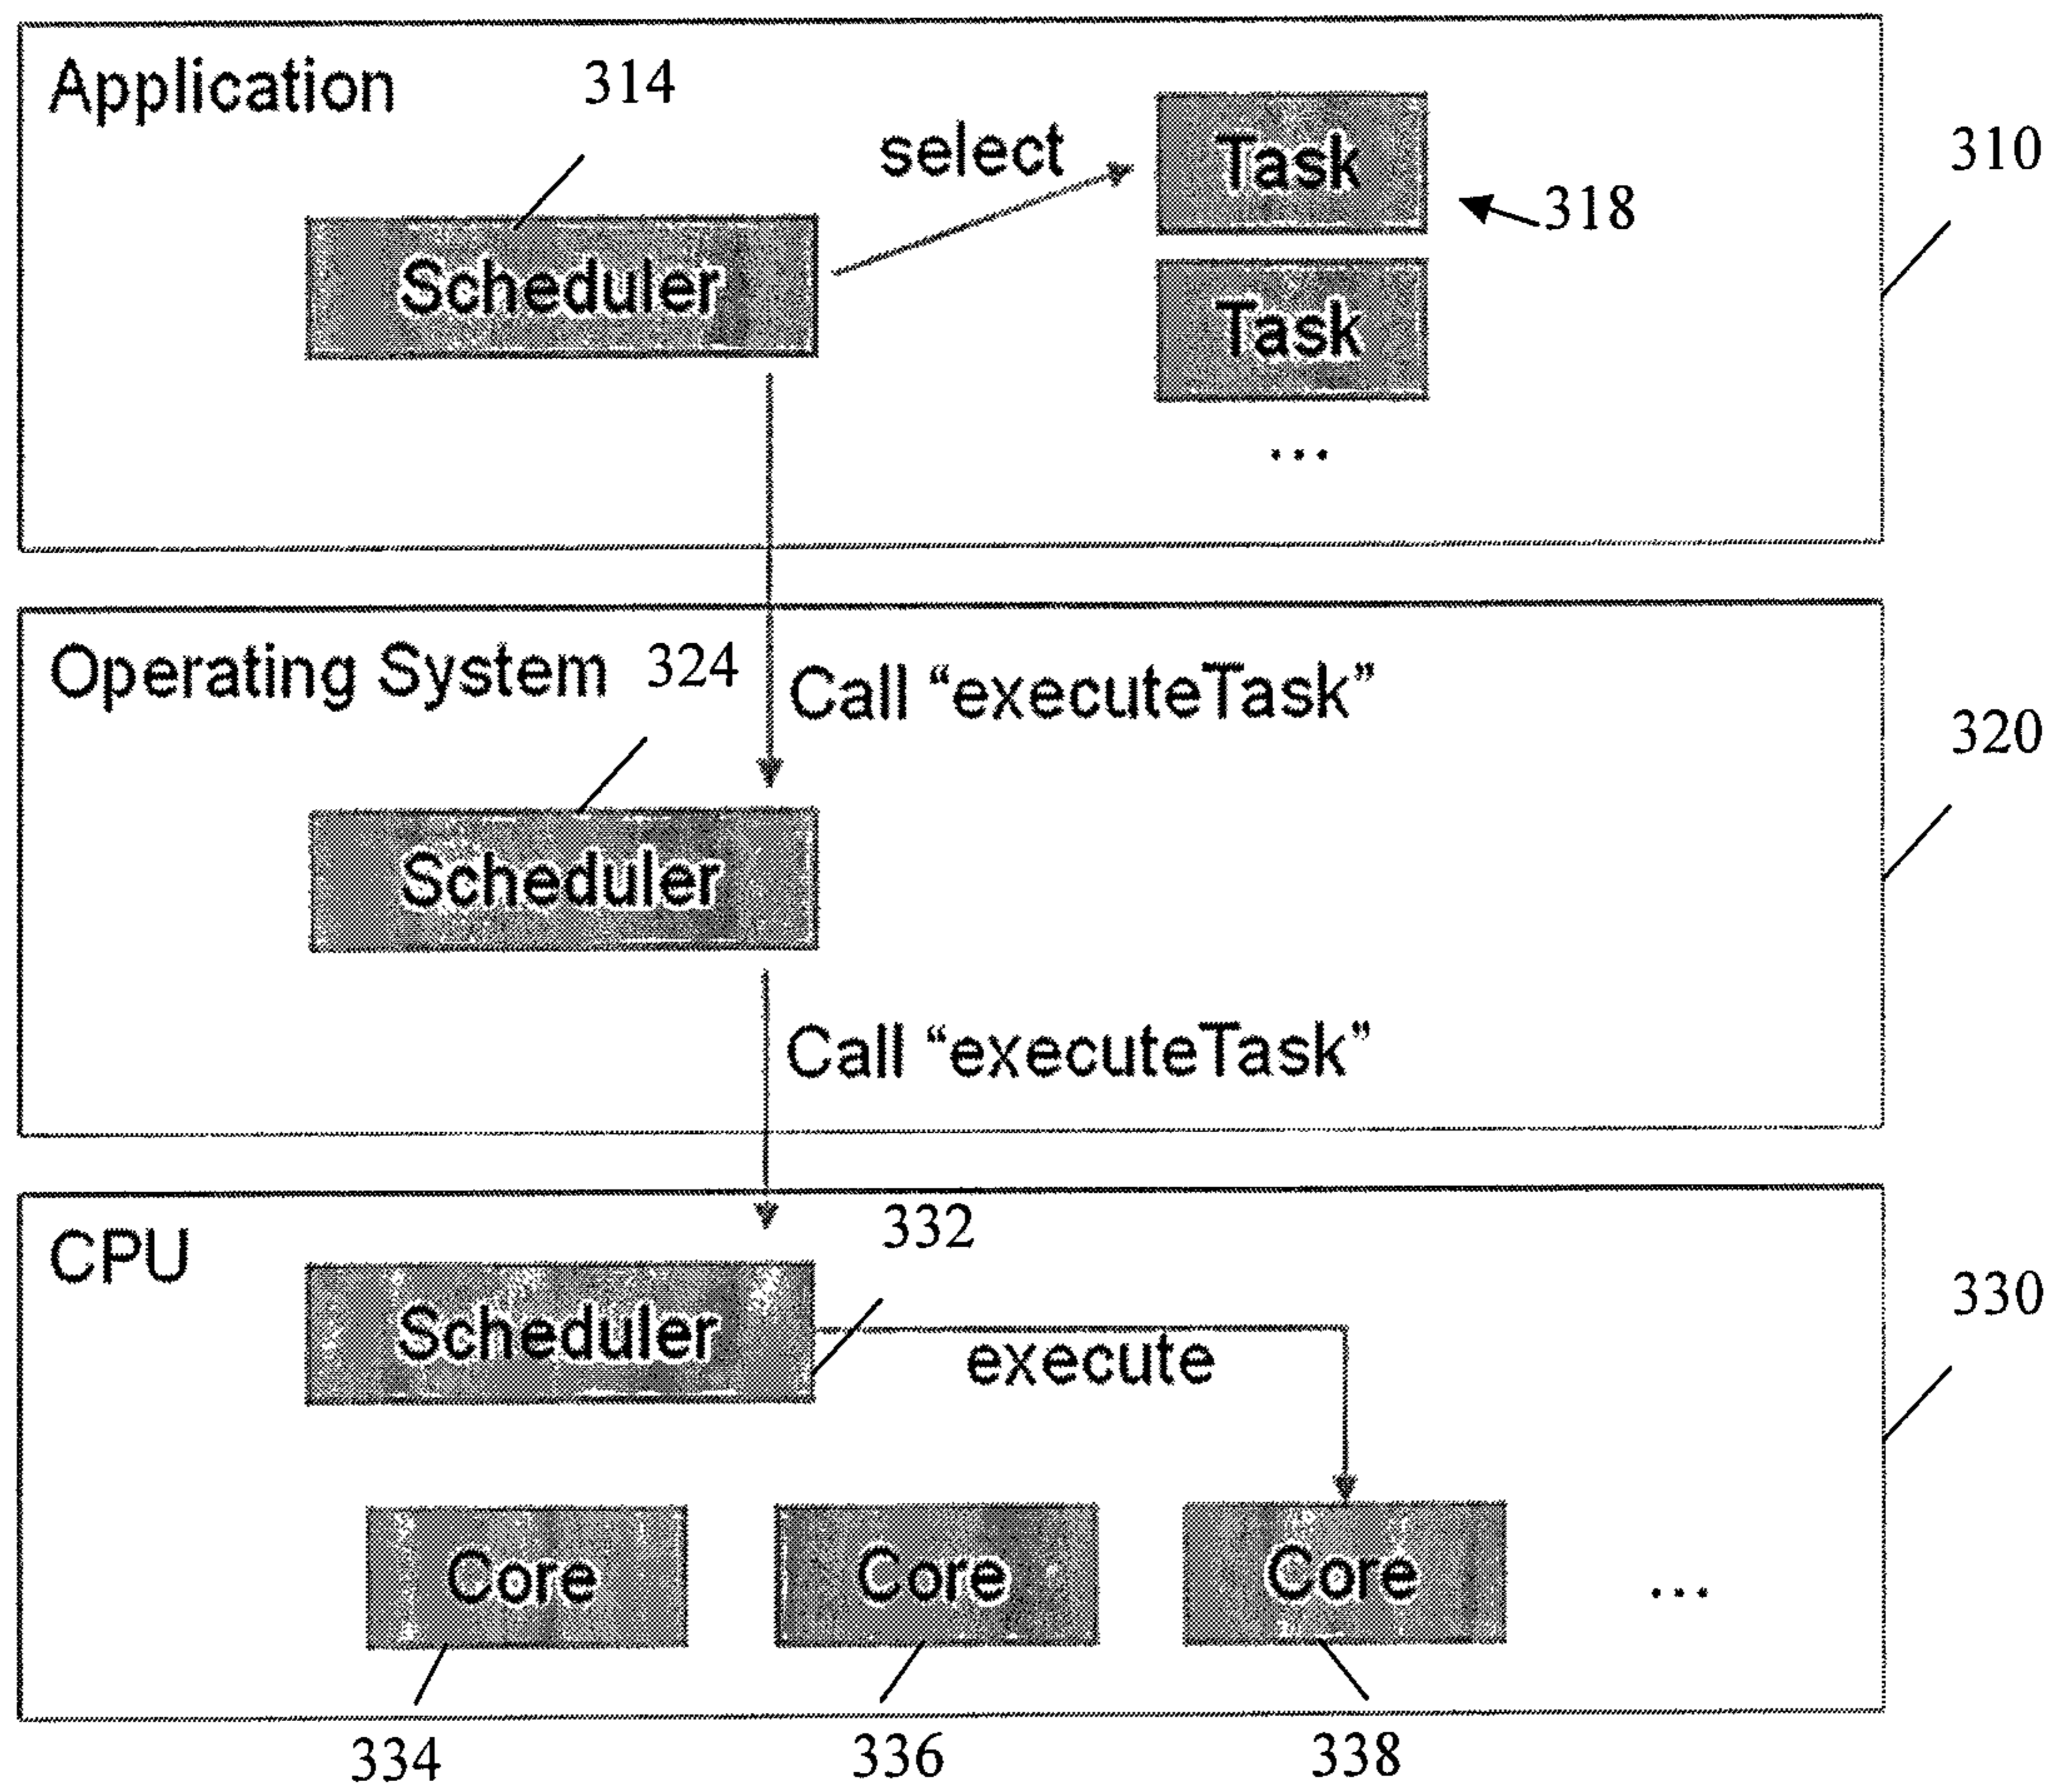 Application
314
select
Task
310
318
Scheduler
Task
...
Operating System
324
Call “executeTask”
320
Scheduler
Call “executeTask”
CPU
332
330
Scheduler
execute
Core
Core
Core
...
334
336
338